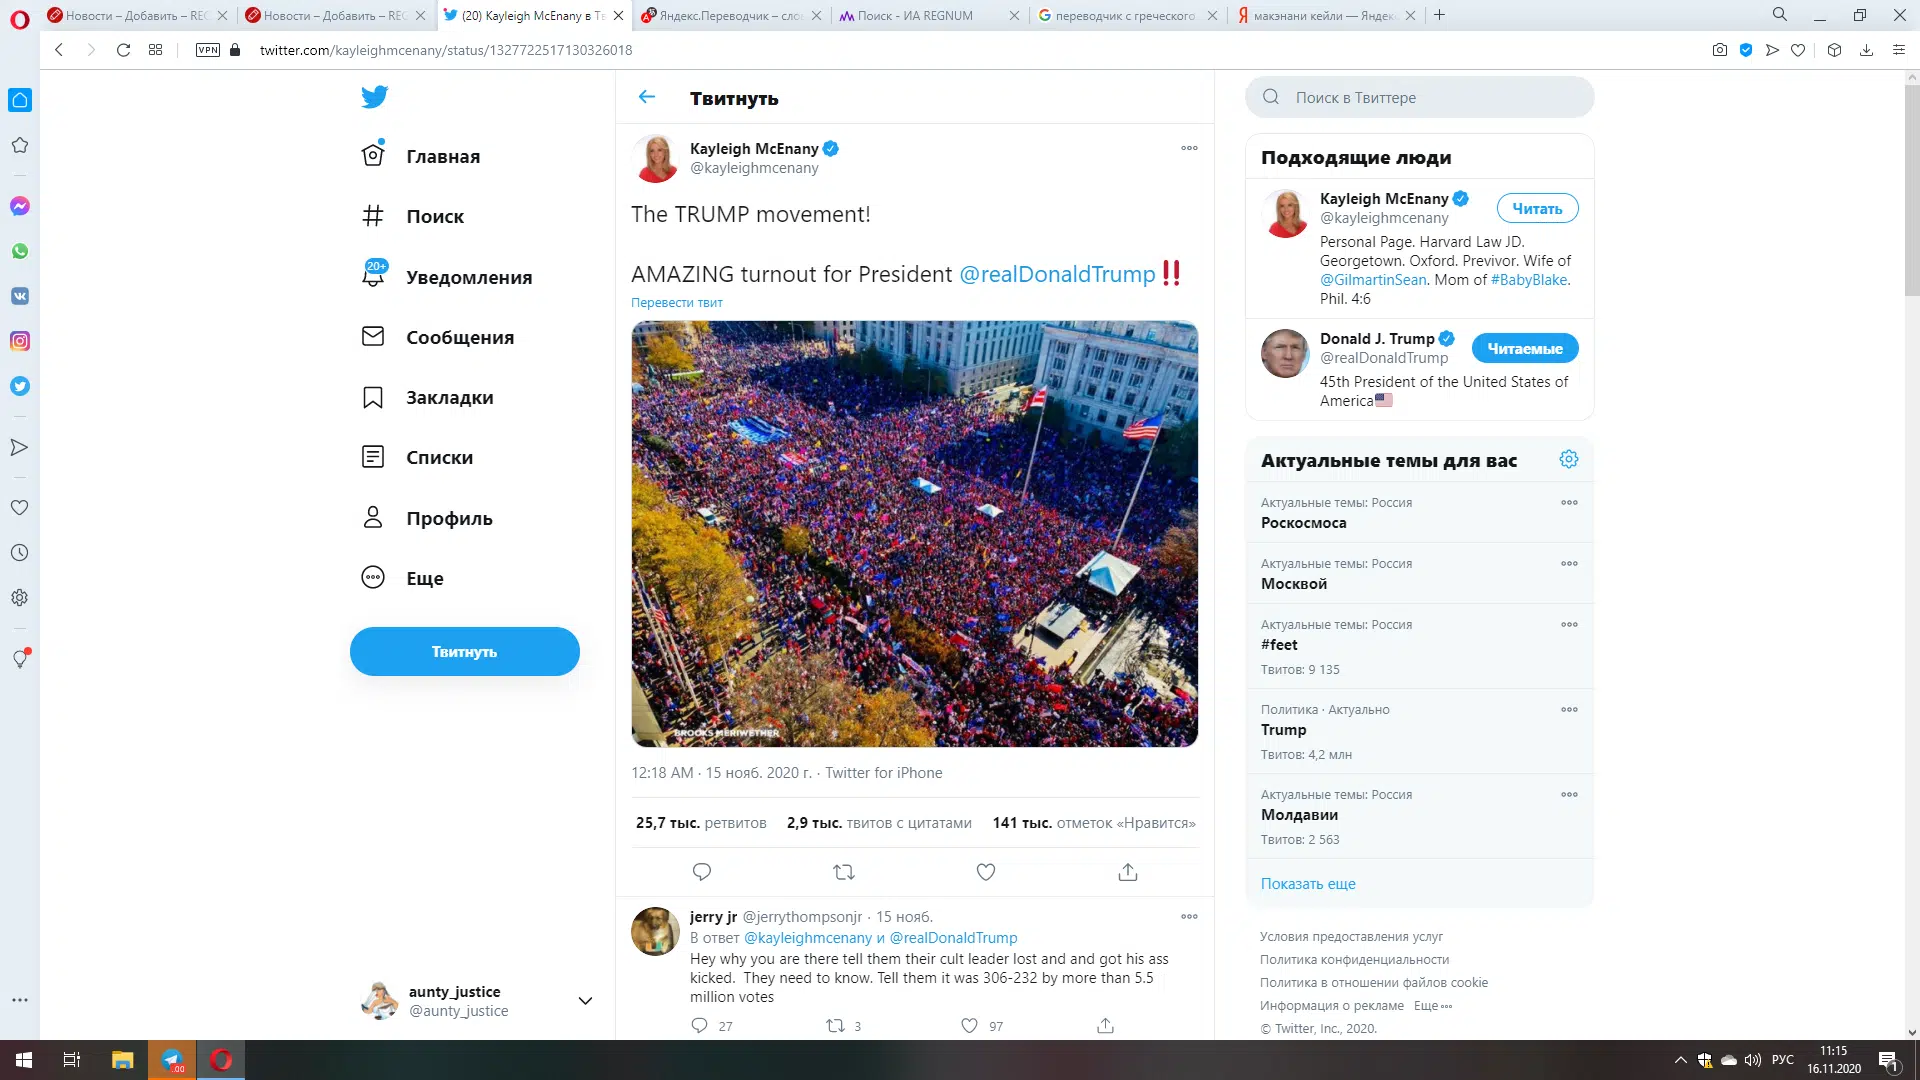 Новости – Добавить – REG
Новости – Добавить – REG
(20) Kayleigh McEnany в Тв
Яндекс.Переводчик – сло
Поиск - ИА REGNUM
переводчик с греческого
макэнани кейли — Яндек
VPN
twitter.com/kayleighmcenany/status/1327722517130326018
Главная
Поиск
20+
Уведомления
Сообщения
Закладки
Списки
Профиль
Еще
Твитнуть
aunty_justice
@aunty_justice
Твитнуть
Kayleigh McEnany
@kayleighmcenany
The TRUMP movement!
AMAZING turnout for President @realDonaldTrump‼
Перевести твит
BROOKS MERIWETHER
12:18 AM · 15 нояб. 2020 г. · Twitter for iPhone
25,7 тыс. ретвитов 2,9 тыс. твитов с цитатами 141 тыс. отметок «Нравится»
jerry jr @jerrythompsonjr · 15 нояб.
В ответ @kayleighmcenany и @realDonaldTrump
Hey why you are there tell them their cult leader lost and and got his ass
kicked. They need to know. Tell them it was 306-232 by more than 5.5
million votes
27 3 97
Поиск в Твиттере
Подходящие люди
Kayleigh McEnany
@kayleighmcenany
Читать
Personal Page. Harvard Law JD.
Georgetown. Oxford. Previvor. Wife of
@GilmartinSean. Mom of #BabyBlake.
Phil. 4:6
Donald J. Trump
@realDonaldTrump
Читаемые
45th President of the United States of
America🇺🇸
Актуальные темы для вас
Актуальные темы: Россия
Роскосмоса
Актуальные темы: Россия
Москвой
Актуальные темы: Россия
#feet
Твитов: 9 135
Политика · Актуально
Trump
Твитов: 4,2 млн
Актуальные темы: Россия
Молдавии
Твитов: 2 563
Показать еще
Условия предоставления услуг
Политика конфиденциальности
Политика в отношении файлов cookie
Информация о рекламе Еще
© Twitter, Inc., 2020.
.00
РУС
11:15
16.11.2020
1